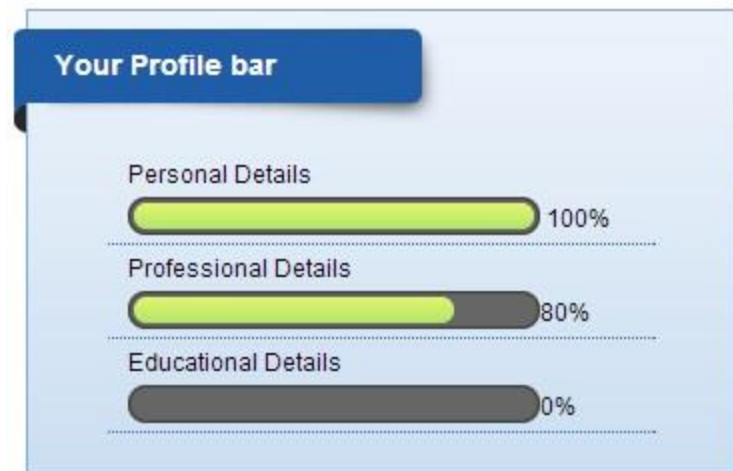 Your Profile bar
Personal Details
100%
Professional Details
80%
Educational Details
0%